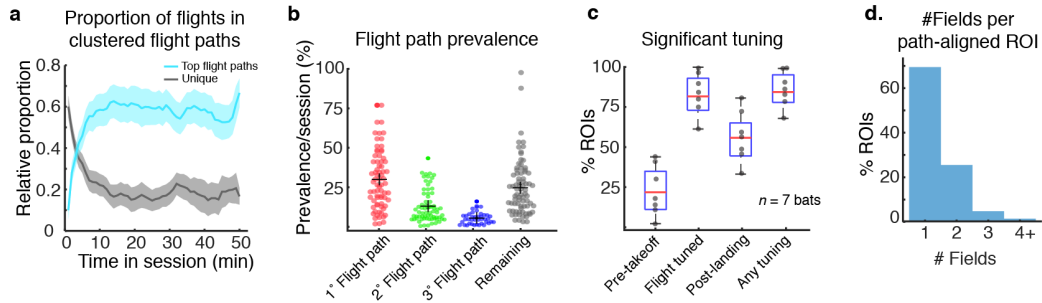 a
Proportion of flights in
clustered flight paths
Relative proportion
0.8
0.6
0.4
0.2
0
Top flight paths
Unique
0 10 20 30 40 50
Time in session (min)
b
Flight path prevalence
Prevalence/session (%)
100
75
50
25
1° Flight path
2° Flight path
3° Flight path
Remaining
c
Significant tuning
% ROIs
100
75
50
25
n = 7 bats
Pre-takeoff
Flight tuned
Post-landing
Any tuning
d.
#Fields per
path-aligned ROI
% ROIs
60
40
20
0
1 2 3 4+
# Fields